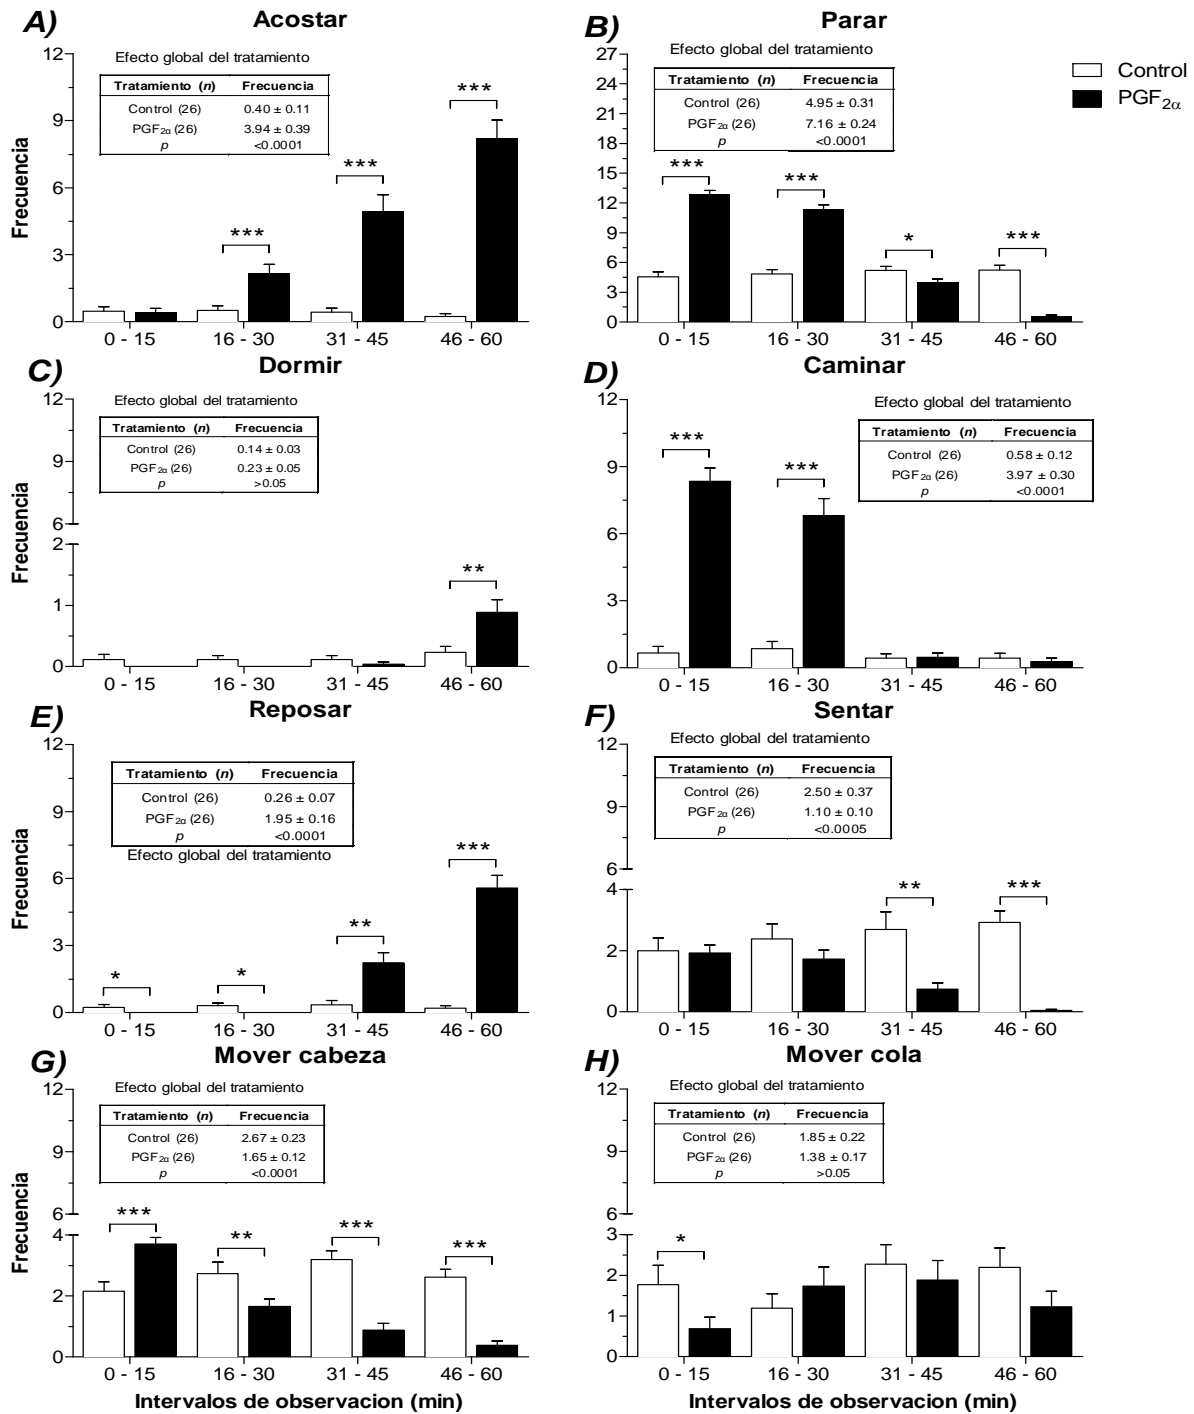 A) Acostar
Efecto global del tratamiento
Tratamiento (n) Frecuencia
Control (26) 0.40 ± 0.11
PGF2α (26) 3.94 ± 0.39
p <0.0001
Frecuencia
12
9
6
3
0
***
***
***
0 - 15 16 - 30 31 - 45 46 - 60
B) Parar
Efecto global del tratamiento
Tratamiento (n) Frecuencia
Control (26) 4.95 ± 0.31
PGF2α (26) 7.16 ± 0.24
p <0.0001
27
24
21
18
15
12
9
6
3
0
***
***
*
***
0 - 15 16 - 30 31 - 45 46 - 60
Control
PGF2α
C) Dormir
Efecto global del tratamiento
Tratamiento (n) Frecuencia
Control (26) 0.14 ± 0.03
PGF2α (26) 0.23 ± 0.05
p >0.05
Frecuencia
12
9
6
2
1
0
**
0 - 15 16 - 30 31 - 45 46 - 60
D) Caminar
Efecto global del tratamiento
Tratamiento (n) Frecuencia
Control (26) 0.58 ± 0.12
PGF2α (26) 3.97 ± 0.30
p <0.0001
12
9
6
3
0
***
***
0 - 15 16 - 30 31 - 45 46 - 60
E) Reposar
Tratamiento (n) Frecuencia
Control (26) 0.26 ± 0.07
PGF2α (26) 1.95 ± 0.16
p <0.0001
Efecto global del tratamiento
Frecuencia
12
9
6
3
0
*
*
**
***
0 - 15 16 - 30 31 - 45 46 - 60
F) Sentar
Efecto global del tratamiento
Tratamiento (n) Frecuencia
Control (26) 2.50 ± 0.37
PGF2α (26) 1.10 ± 0.10
p <0.0005
12
9
6
4
2
0
**
***
0 - 15 16 - 30 31 - 45 46 - 60
G) Mover cabeza
Efecto global del tratamiento
Tratamiento (n) Frecuencia
Control (26) 2.67 ± 0.23
PGF2α (26) 1.65 ± 0.12
p <0.0001
Frecuencia
12
9
6
4
2
0
***
**
***
***
0 - 15 16 - 30 31 - 45 46 - 60
Intervalos de observacion (min)
H) Mover cola
Efecto global del tratamiento
Tratamiento (n) Frecuencia
Control (26) 1.85 ± 0.22
PGF2α (26) 1.38 ± 0.17
p >0.05
12
9
6
3
2
1
0
*
0 - 15 16 - 30 31 - 45 46 - 60
Intervalos de observacion (min)